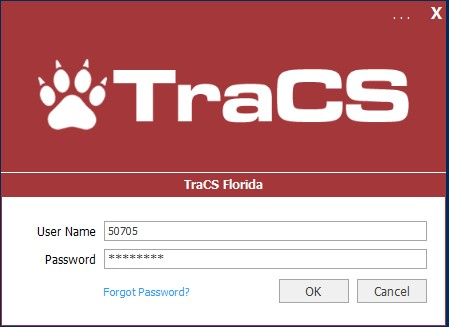 ... X
TraCS
TraCS Florida
User Name 50705
Password ********
Forgot Password? OK Cancel